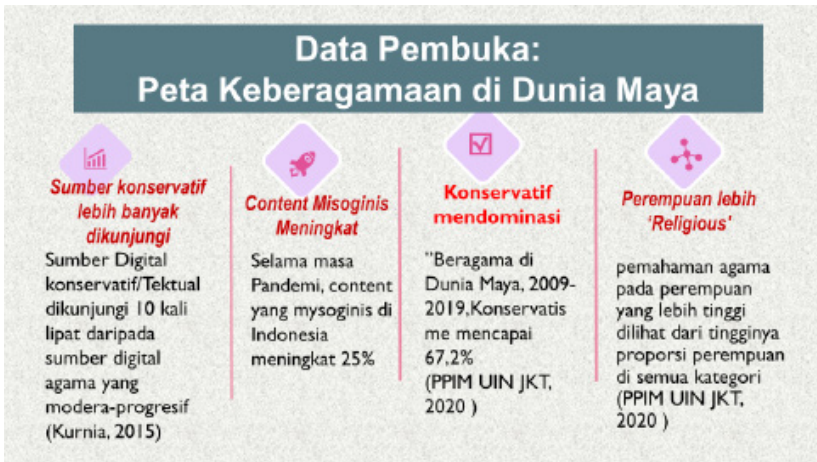 Data Pembuka:
Peta Keberagamaan di Dunia Maya
Sumber konservatif
lebih banyak
dikunjungi
Sumber Digital
konservatif/Tektual
dikunjungi 10 kali
lipat daripada
sumber digital
agama yang
modera-progresif
(Kurnia, 2015)
Content Misoginis
Meningkat
Selama masa
Pandemi, content
yang mysoginis di
Indonesia
meningkat 25%
Konservatif
mendominasi
"Beragama di
Dunia Maya, 2009-
2019,Konservatis
me mencapai
67,2%
(PPIM UIN JKT,
2020 )
Perempuan lebih
‘Religious’
pemahaman agama
pada perempuan
yang lebih tinggi
dilihat dari tingginya
proporsi perempuan
di semua kategori
(PPIM UIN JKT,
2020 )